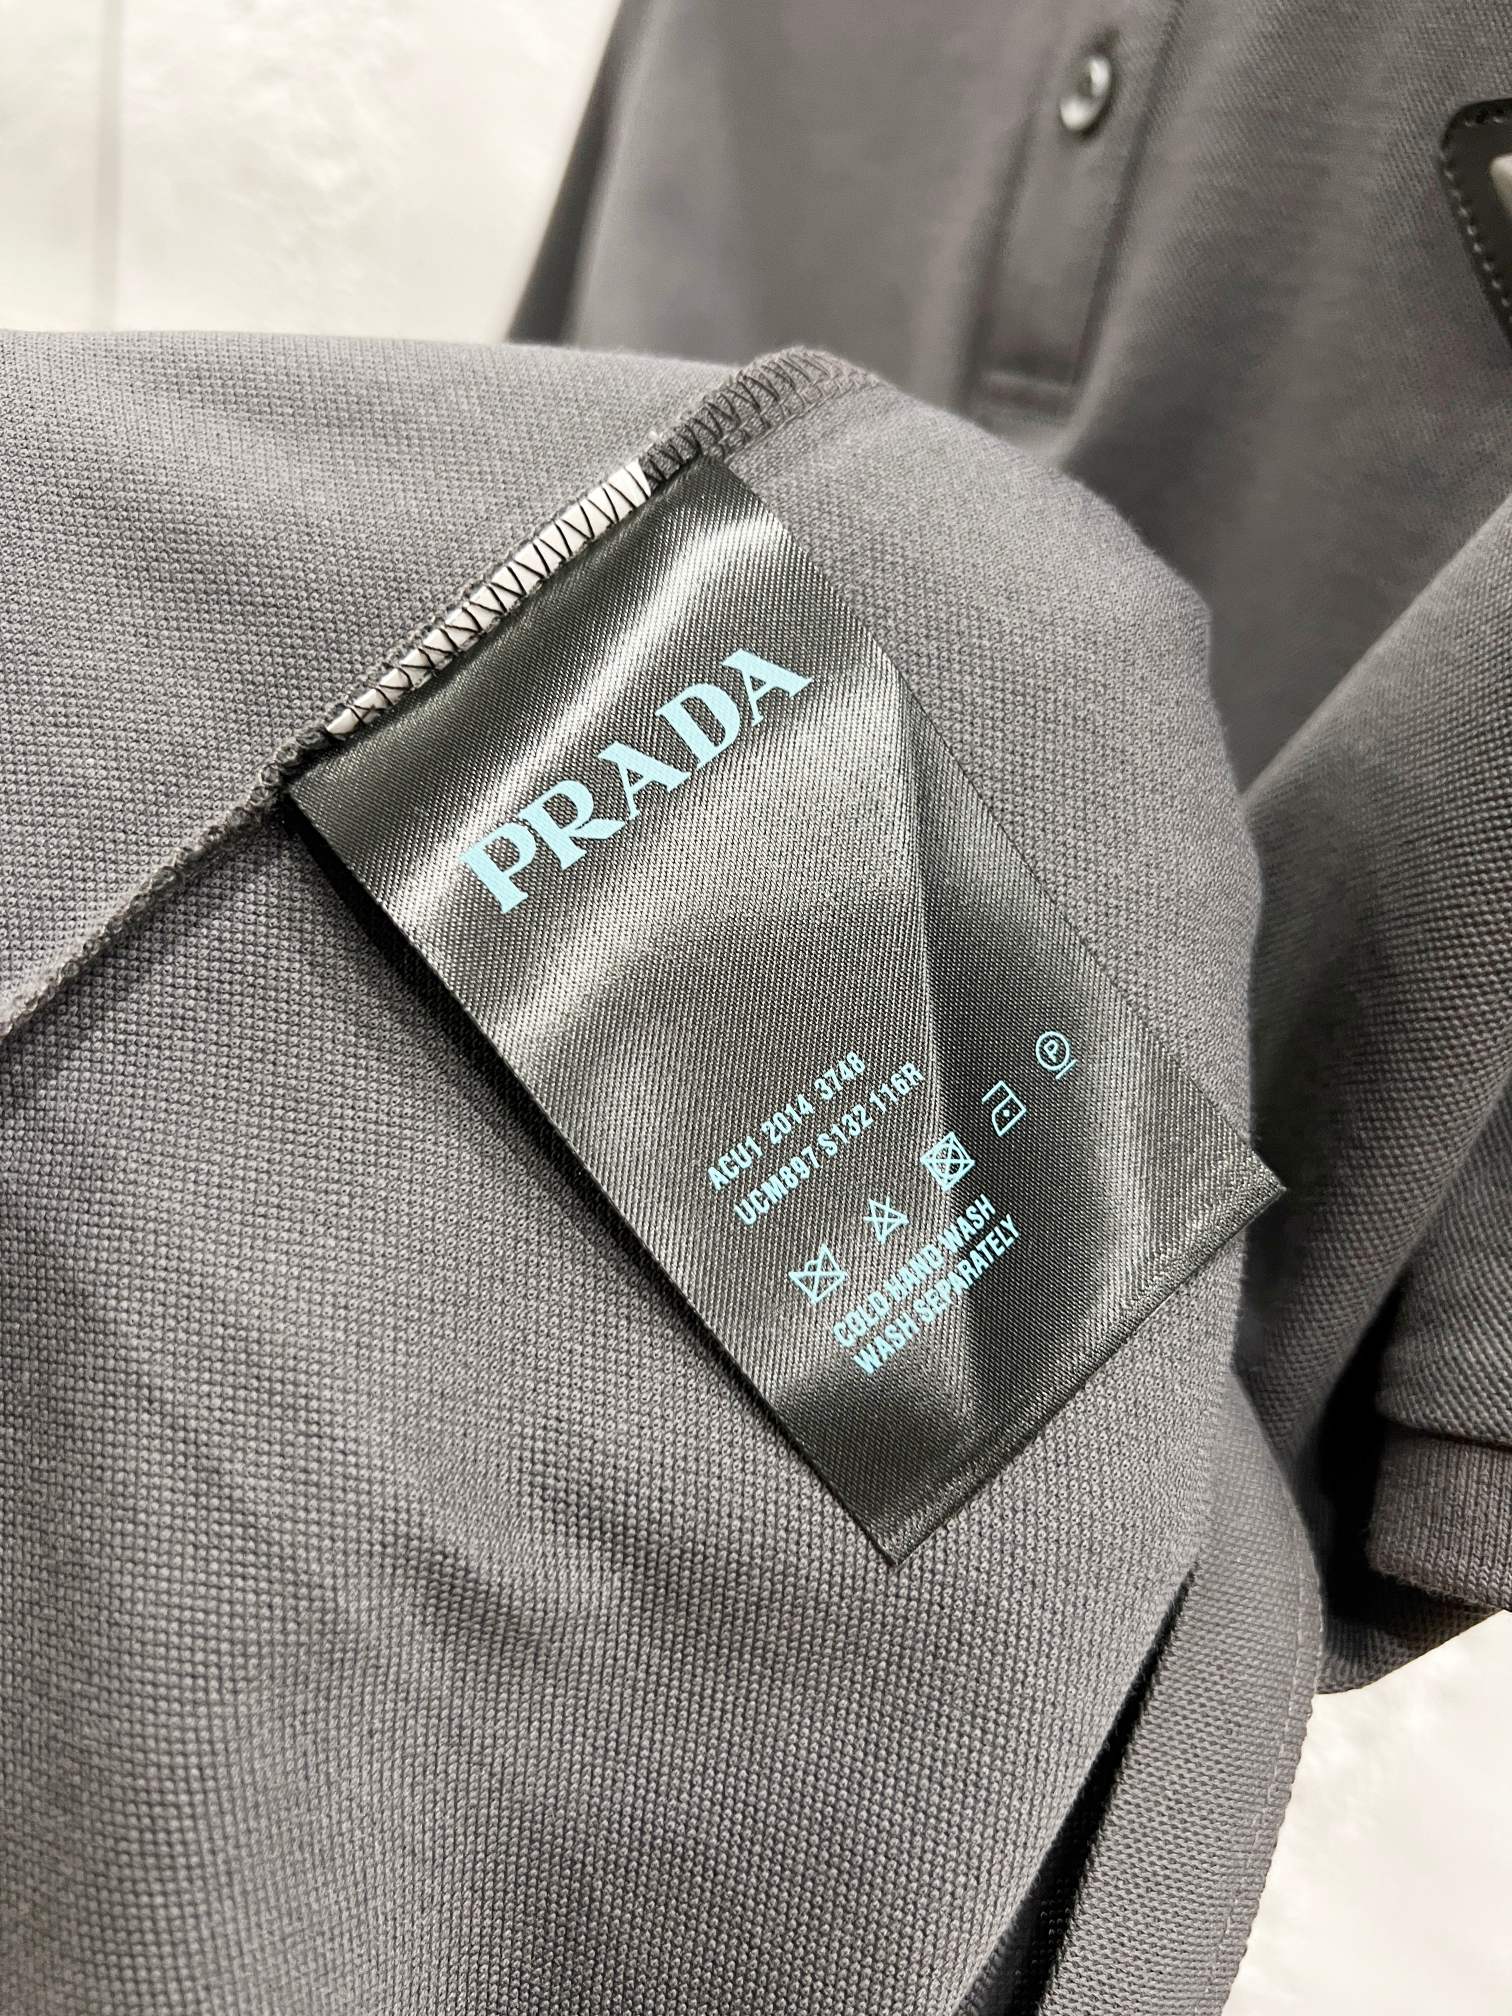 PRADA
ACU1 2014 3748
UCM897 S132 116R
P
COLD HAND WASH
WASH SEPARATELY